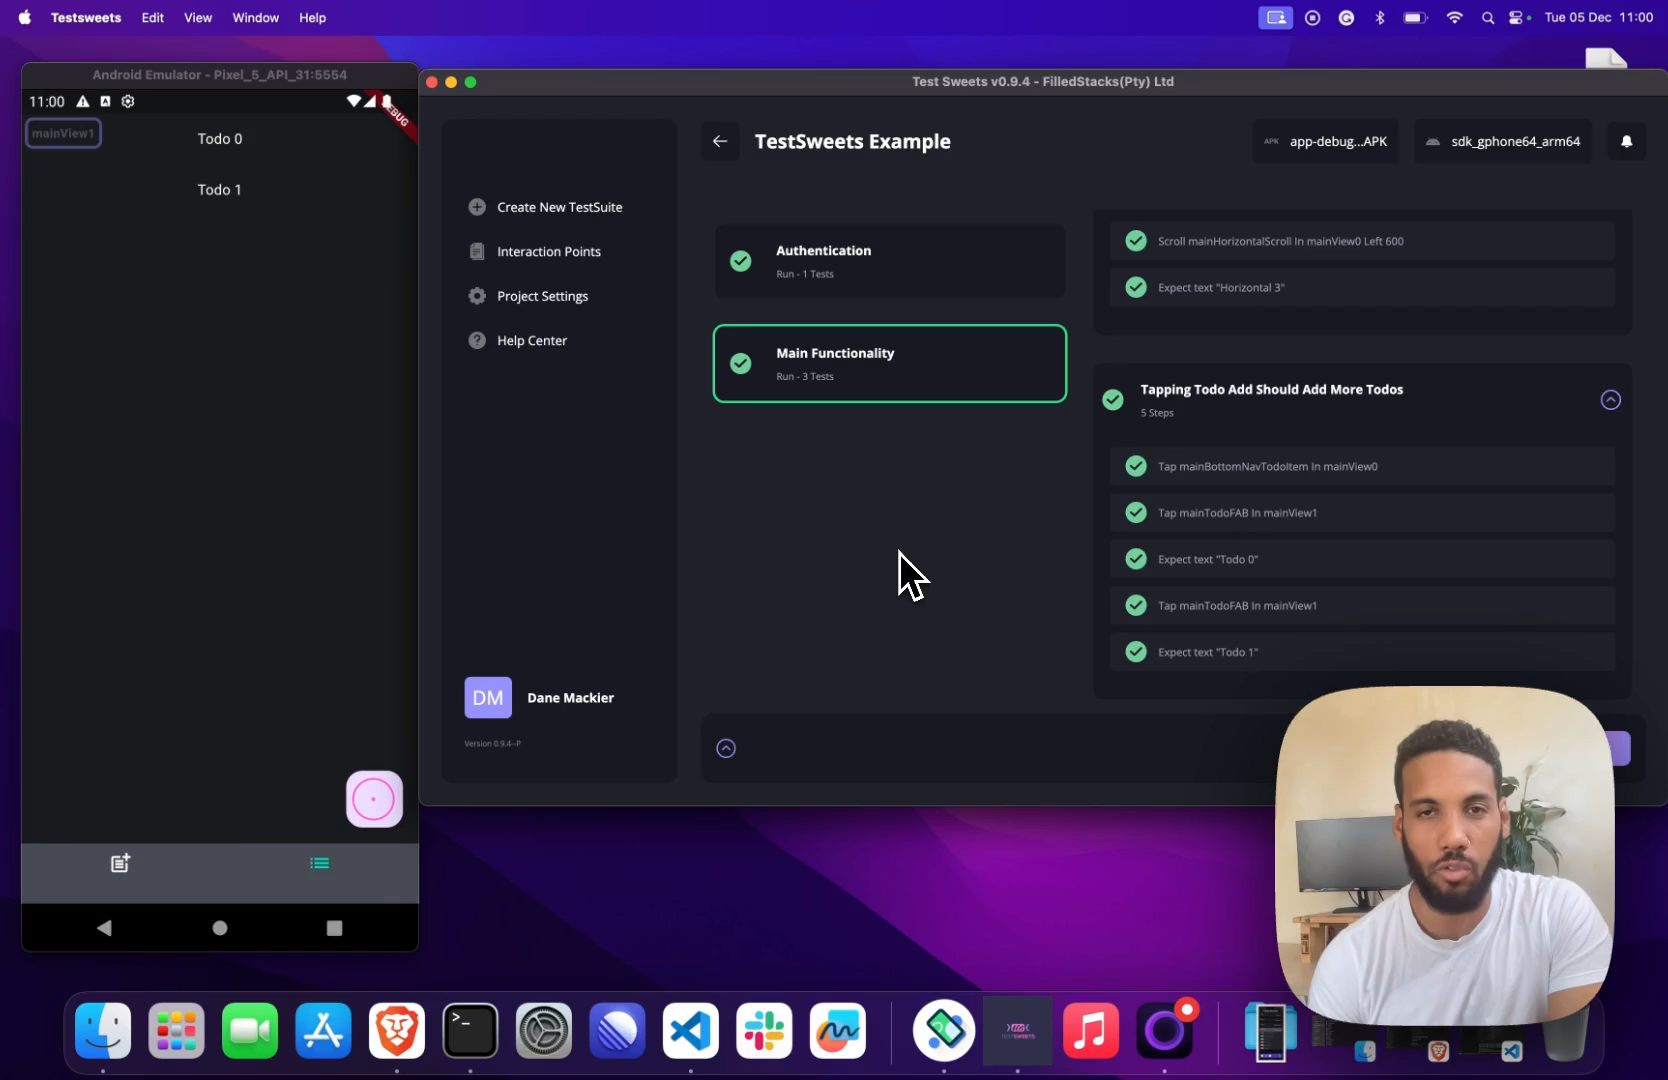 Testsweets Edit View Window Help
Tue 05 Dec 11:00
Android Emulator - Pixel_5_API_31:5554
11:00
mainView1
Todo 0
Todo 1
Test Sweets v0.9.4 - FilledStacks(Pty) Ltd
Create New TestSuite
Interaction Points
Project Settings
Help Center
DM
Dane Mackier
Version 0.9.4--P
TestSweets Example
APK app-debug...APK
sdk_gphone64_arm64
Authentication
Run - 1 Tests
Main Functionality
Run - 3 Tests
Scroll mainHorizontalScroll In mainView0 Left 600
Expect text "Horizontal 3"
Tapping Todo Add Should Add More Todos
5 Steps
Tap mainBottomNavTodoItem In mainView0
Tap mainTodoFAB In mainView1
Expect text "Todo 0"
Tap mainTodoFAB In mainView1
Expect text "Todo 1"